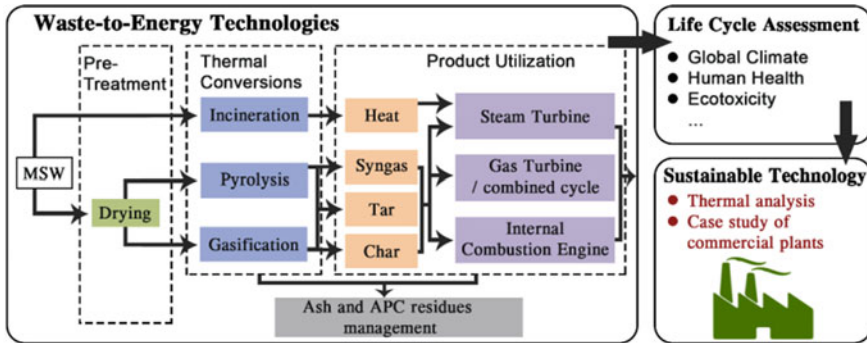 Waste-to-Energy Technologies
Pre-
Treatment
Thermal
Conversions
Product Utilization
MSW
Drying
Incineration
Pyrolysis
Gasification
Heat
Syngas
Tar
Char
Steam Turbine
Gas Turbine
/ combined cycle
Internal
Combustion Engine
Ash and APC residues
management
Life Cycle Assessment
● Global Climate
● Human Health
● Ecotoxicity
...
Sustainable Technology
● Thermal analysis
● Case study of
commercial plants